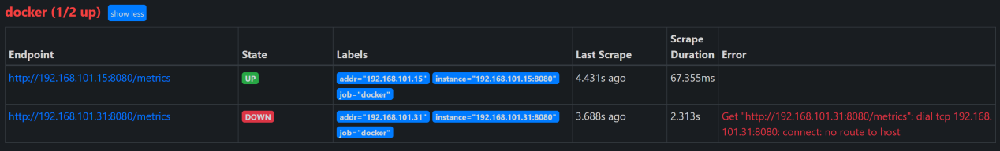 docker (1/2 up) show less
Scrape
Endpoint State Labels Last Scrape Duration Error
http://192.168.101.15:8080/metrics UP addr="192.168.101.15" instance="192.168.101.15:8080" 4.431s ago 67.355ms
job="docker"
http://192.168.101.31:8080/metrics DOWN addr="192.168.101.31" instance="192.168.101.31:8080" 3.688s ago 2.313s Get "http://192.168.101.31:8080/metrics": dial tcp 192.168.
job="docker" 101.31:8080: connect: no route to host